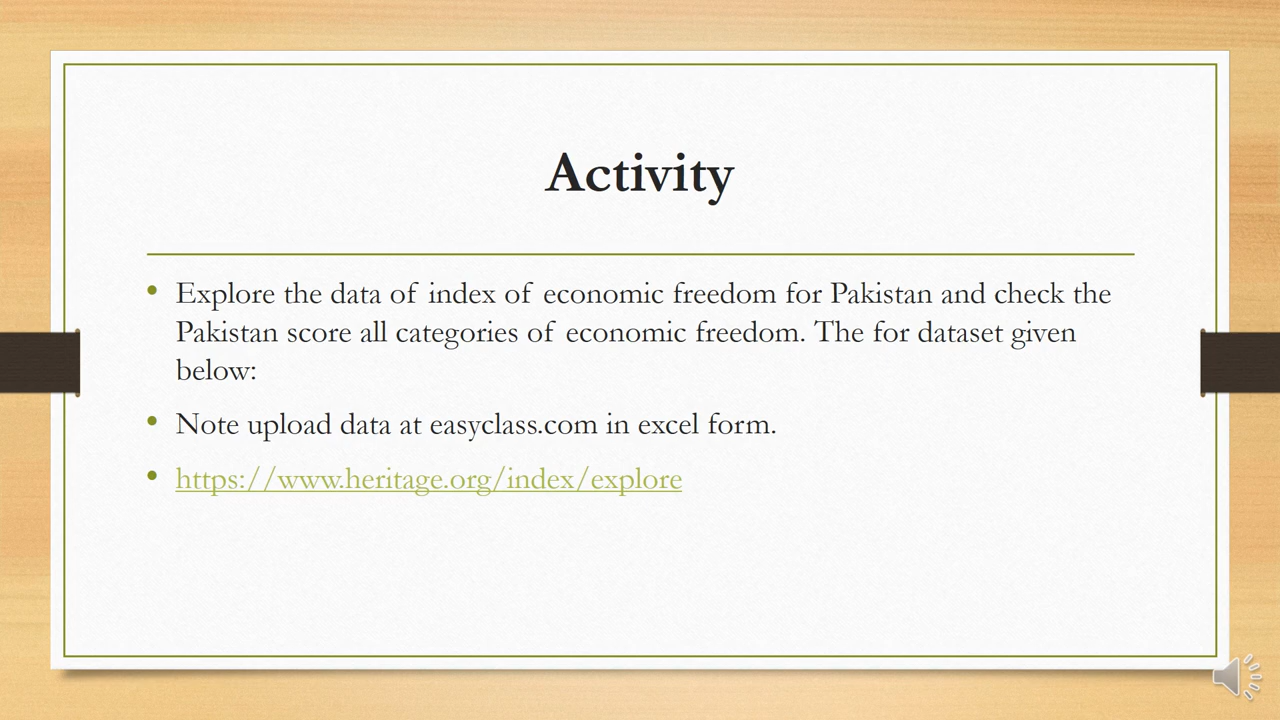 Activity
• Explore the data of index of economic freedom for Pakistan and check the
Pakistan score all categories of economic freedom. The for dataset given
below:
• Note upload data at easyclass.com in excel form.
• https://www.heritage.org/index/explore